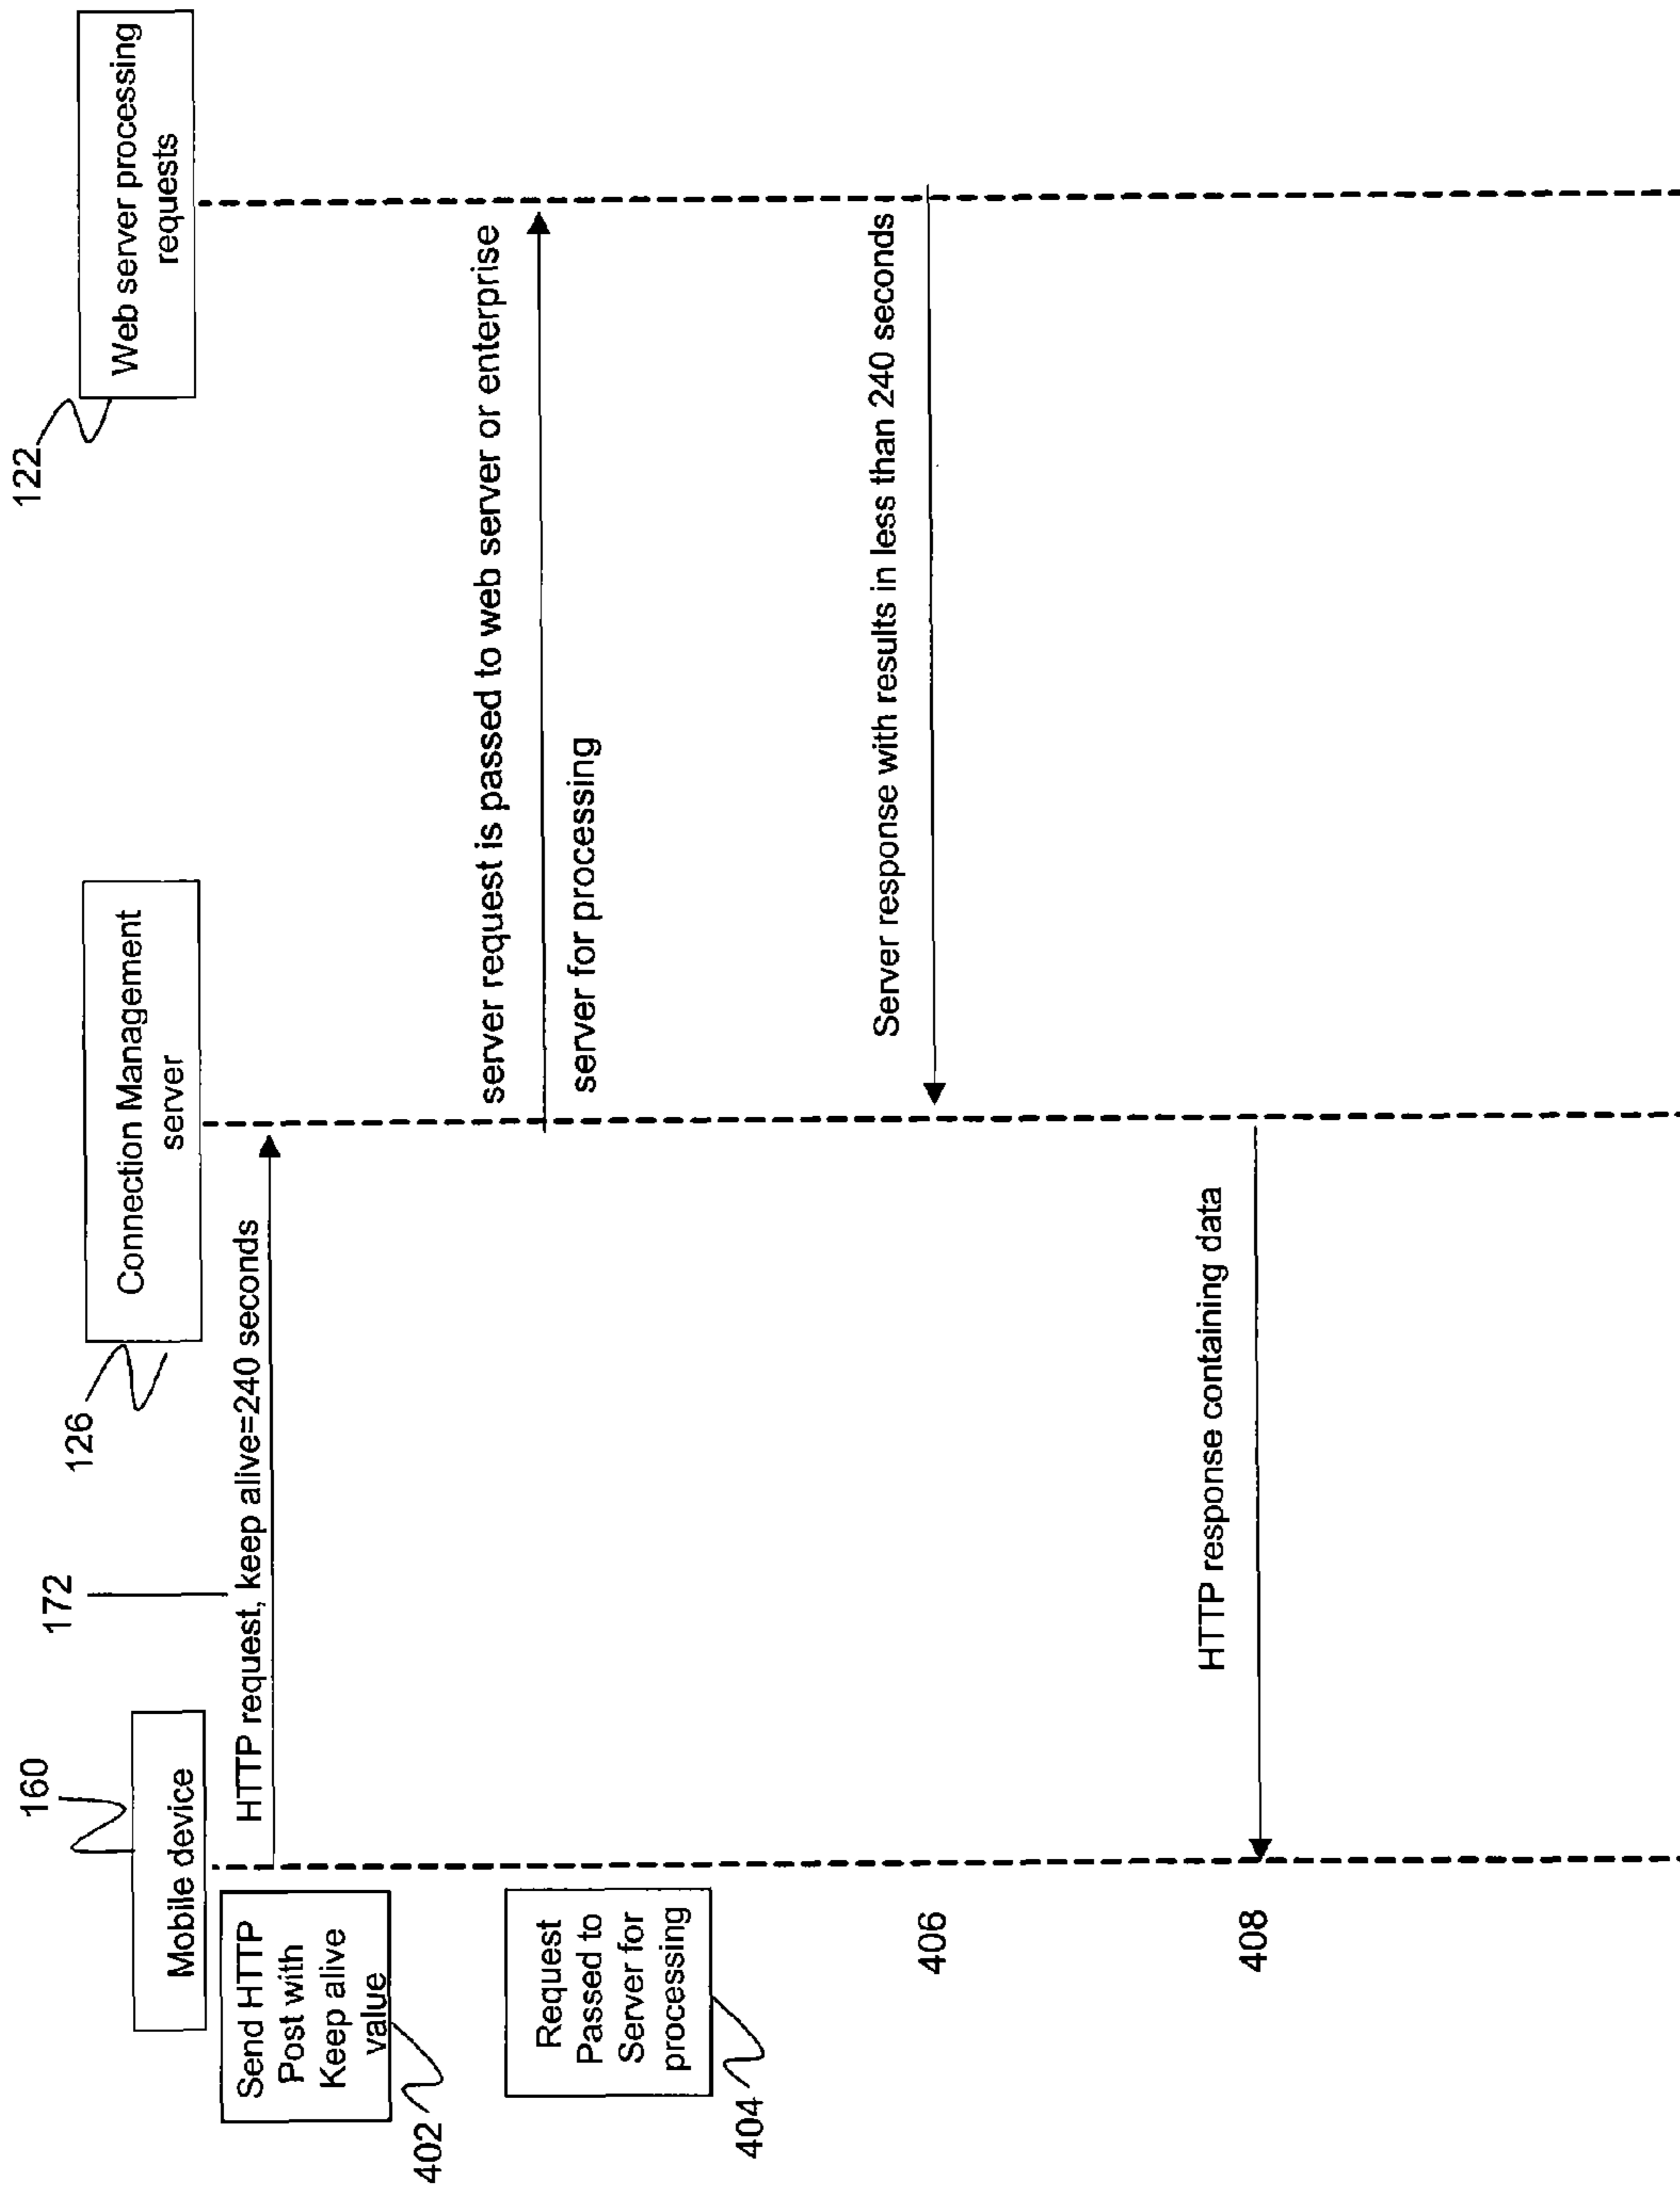 160
172
126
122
Mobile device
Connection Management
server
Web server processing
requests
Send HTTP
Post with
Keep alive
value
402
HTTP request, keep alive=240 seconds
Request
Passed to
Server for
processing
404
server request is passed to web server or enterprise
server for processing
406
Server response with results in less than 240 seconds
408
HTTP response containing data